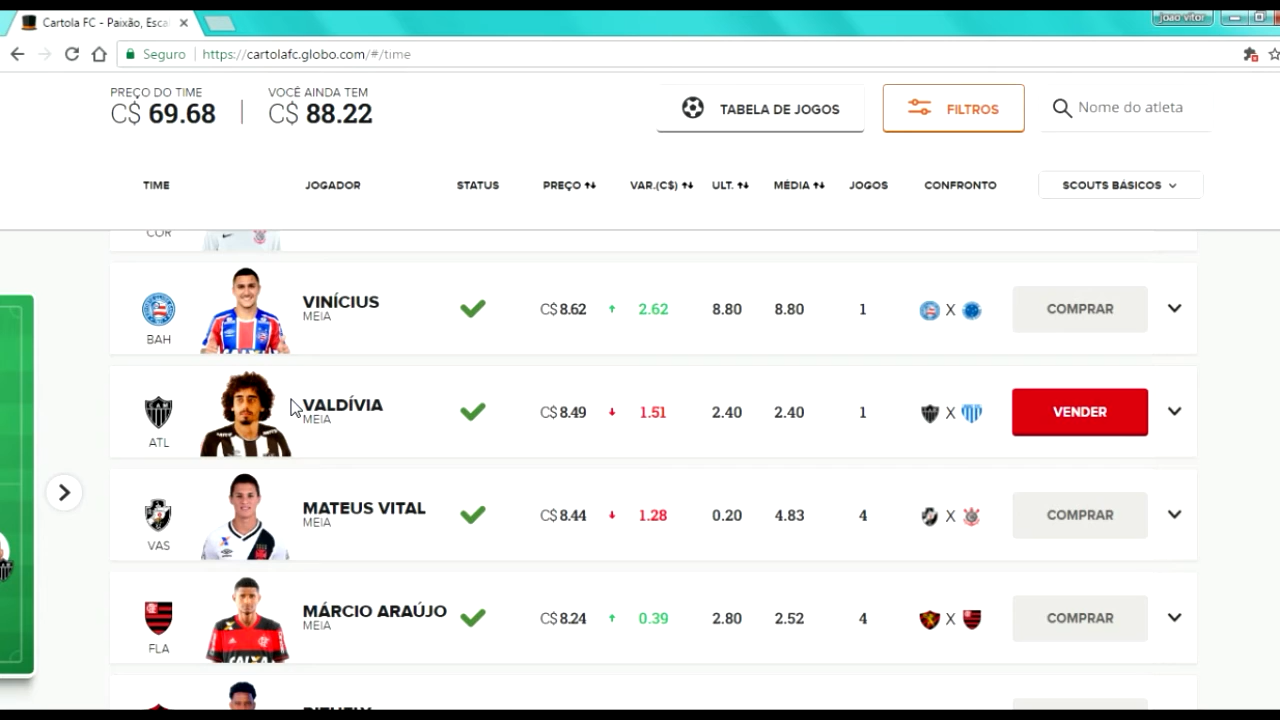 Cartola FC - Paixão, Esca
joao vitor
Seguro https://cartolafc.globo.com/#/time
PREÇO DO TIME
C$ 69.68
VOCÊ AINDA TEM
C$ 88.22
TABELA DE JOGOS
FILTROS
Nome do atleta
TIME JOGADOR STATUS PREÇO VAR.(C$) ULT. MÉDIA JOGOS CONFRONTO SCOUTS BÁSICOS
COR
VINÍCIUS
MEIA
C$ 8.62 2.62 8.80 8.80 1 X COMPRAR
BAH
VALDÍVIA
MEIA
C$ 8.49 1.51 2.40 2.40 1 X VENDER
ATL
MATEUS VITAL
MEIA
C$ 8.44 1.28 0.20 4.83 4 X COMPRAR
VAS
MÁRCIO ARAÚJO
MEIA
C$ 8.24 0.39 2.80 2.52 4 X COMPRAR
FLA